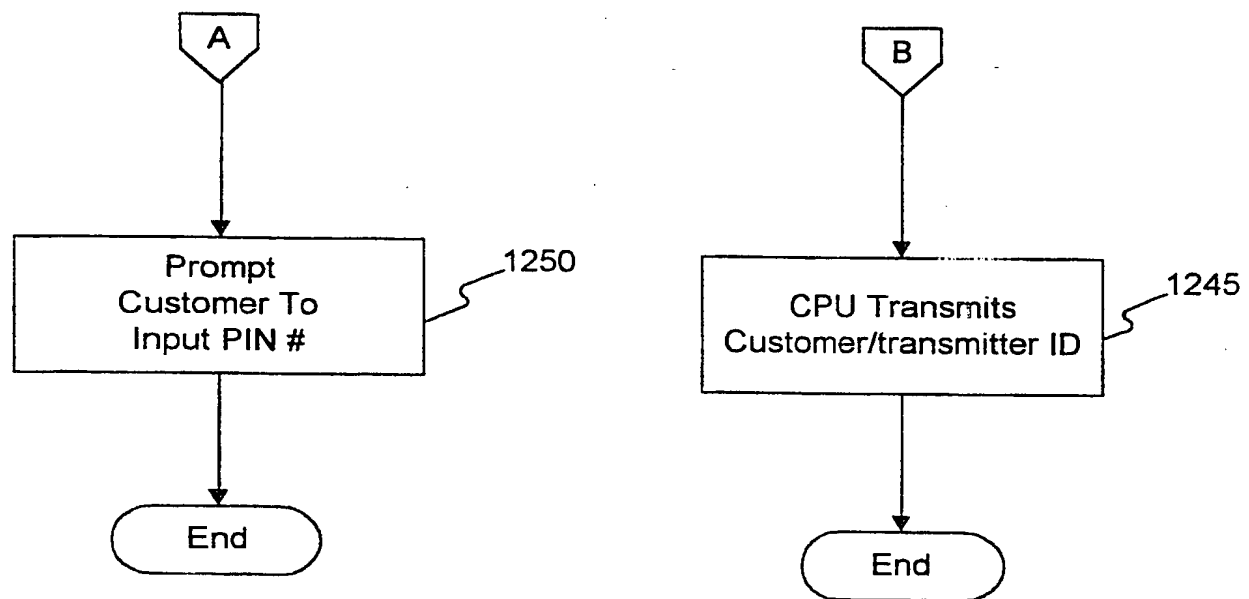 A
Prompt
Customer To
Input PIN #
1250
End
B
CPU Transmits
Customer/transmitter ID
1245
End